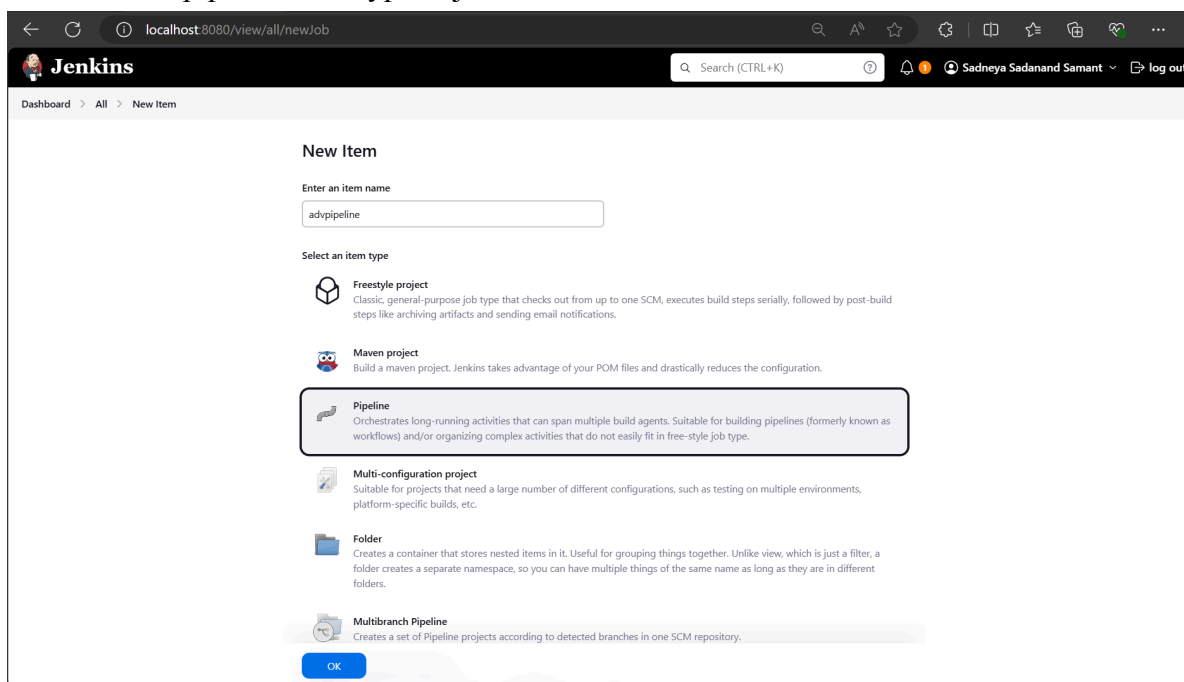 localhost:8080/view/all/newJob
Jenkins
Search (CTRL+K)
1
Sadneya Sadanand Samant
log out
Dashboard > All > New Item
New Item
Enter an item name
advpipeline
Select an item type
Freestyle project
Classic, general-purpose job type that checks out from up to one SCM, executes build steps serially, followed by post-build
steps like archiving artifacts and sending email notifications.
Maven project
Build a maven project. Jenkins takes advantage of your POM files and drastically reduces the configuration.
Pipeline
Orchestrates long-running activities that can span multiple build agents. Suitable for building pipelines (formerly known as
workflows) and/or organizing complex activities that do not easily fit in free-style job type.
Multi-configuration project
Suitable for projects that need a large number of different configurations, such as testing on multiple environments,
platform-specific builds, etc.
Folder
Creates a container that stores nested items in it. Useful for grouping things together. Unlike view, which is just a filter, a
folder creates a separate namespace, so you can have multiple things of the same name as long as they are in different
folders.
Multibranch Pipeline
Creates a set of Pipeline projects according to detected branches in one SCM repository.
OK